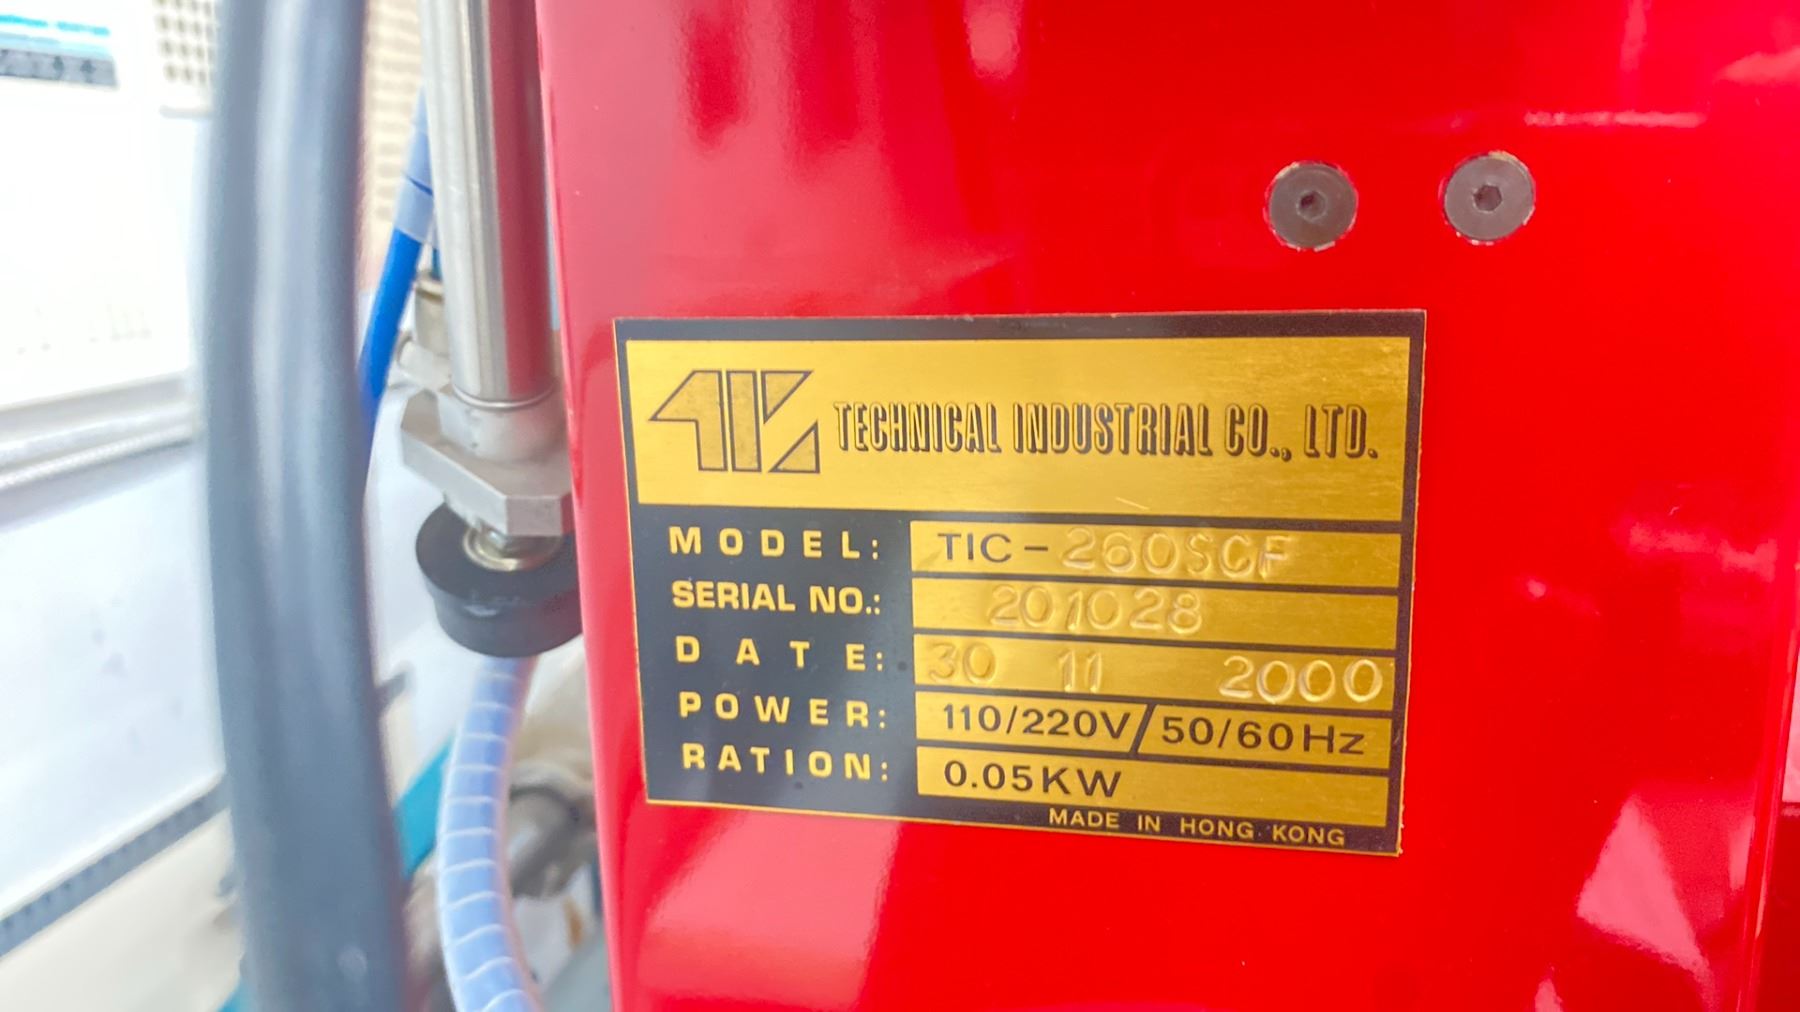 TIC TECHNICAL INDUSTRIAL CO., LTD.
MODEL: TIC-260SCF
SERIAL NO.: 201028
DATE: 30 11 2000
POWER: 110/220V/50/60Hz
RATION: 0.05KW
MADE IN HONG KONG